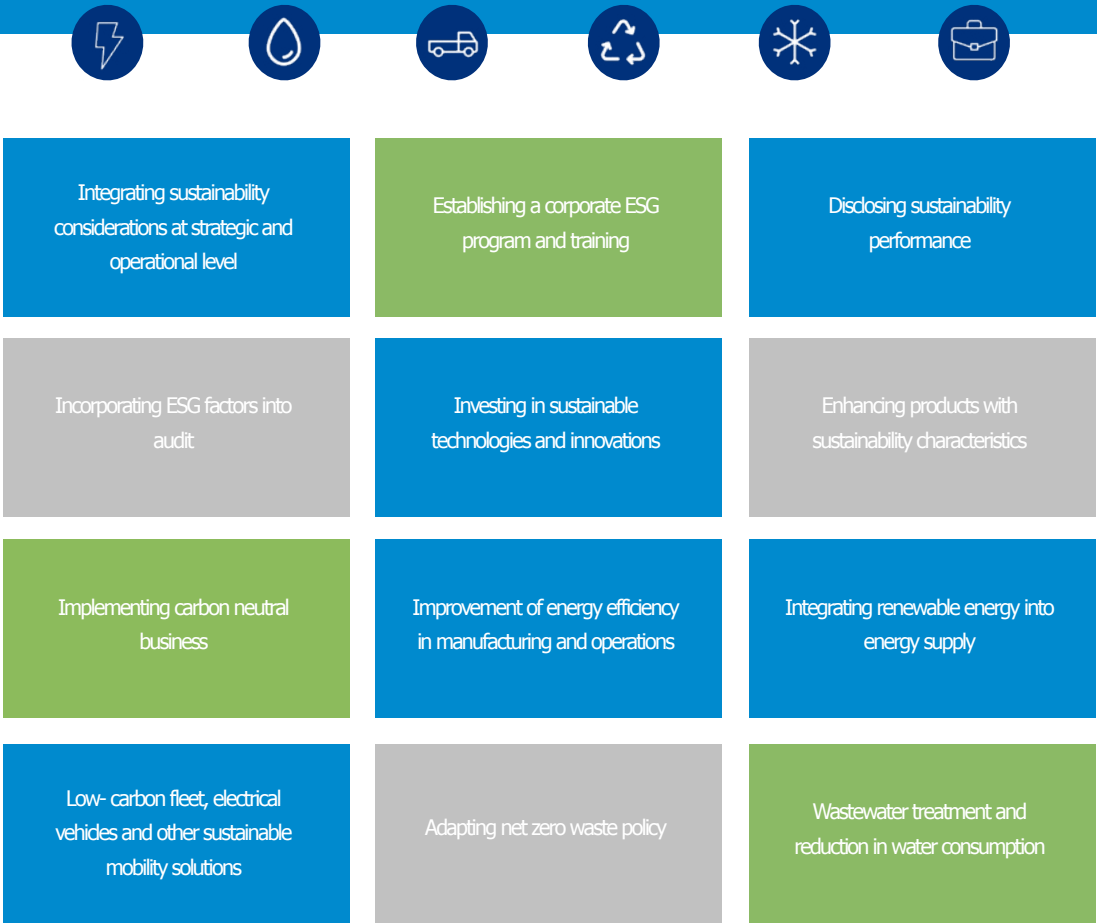 Integrating sustainability
considerations at strategic and
operational level
Establishing a corporate ESG
program and training
Disclosing sustainability
performance
Incorporating ESG factors into
audit
Investing in sustainable
technologies and innovations
Enhancing products with
sustainability characteristics
Implementing carbon neutral
business
Improvement of energy efficiency
in manufacturing and operations
Integrating renewable energy into
energy supply
Low- carbon fleet, electrical
vehicles and other sustainable
mobility solutions
Adapting net zero waste policy
Wastewater treatment and
reduction in water consumption